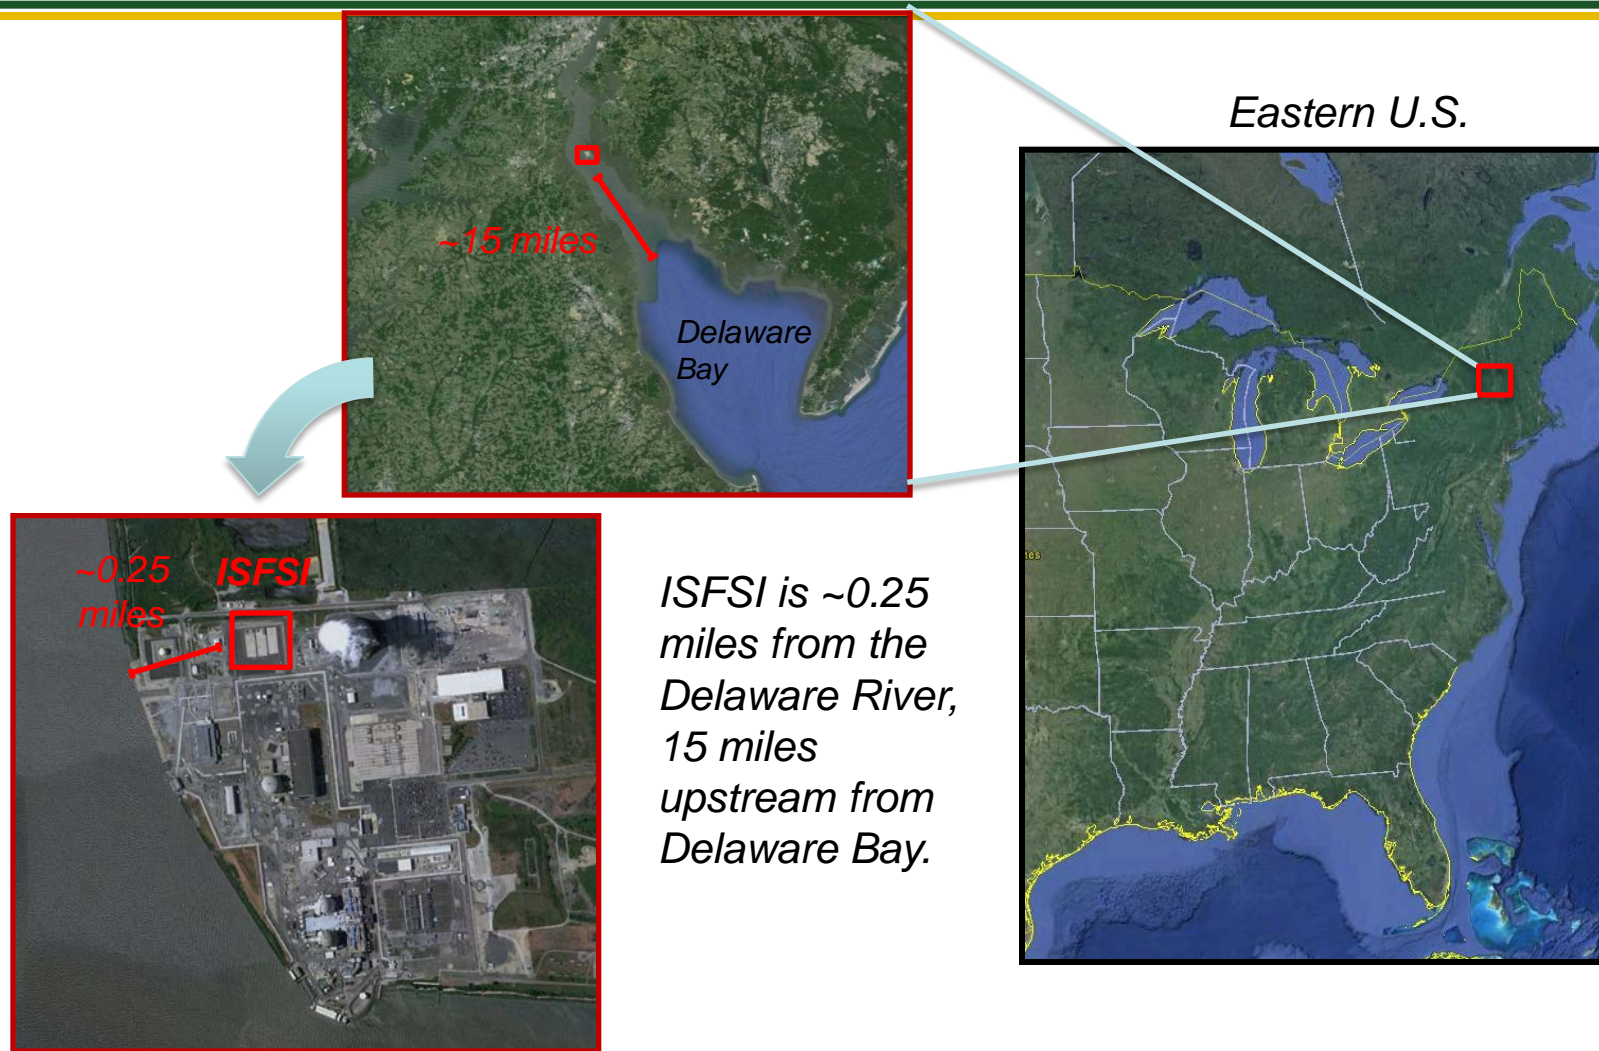 Eastern U.S.
~15 miles
Delaware
Bay
~0.25
miles
ISFSI
ISFSI is ~0.25
miles from the
Delaware River,
15 miles
upstream from
Delaware Bay.
tes